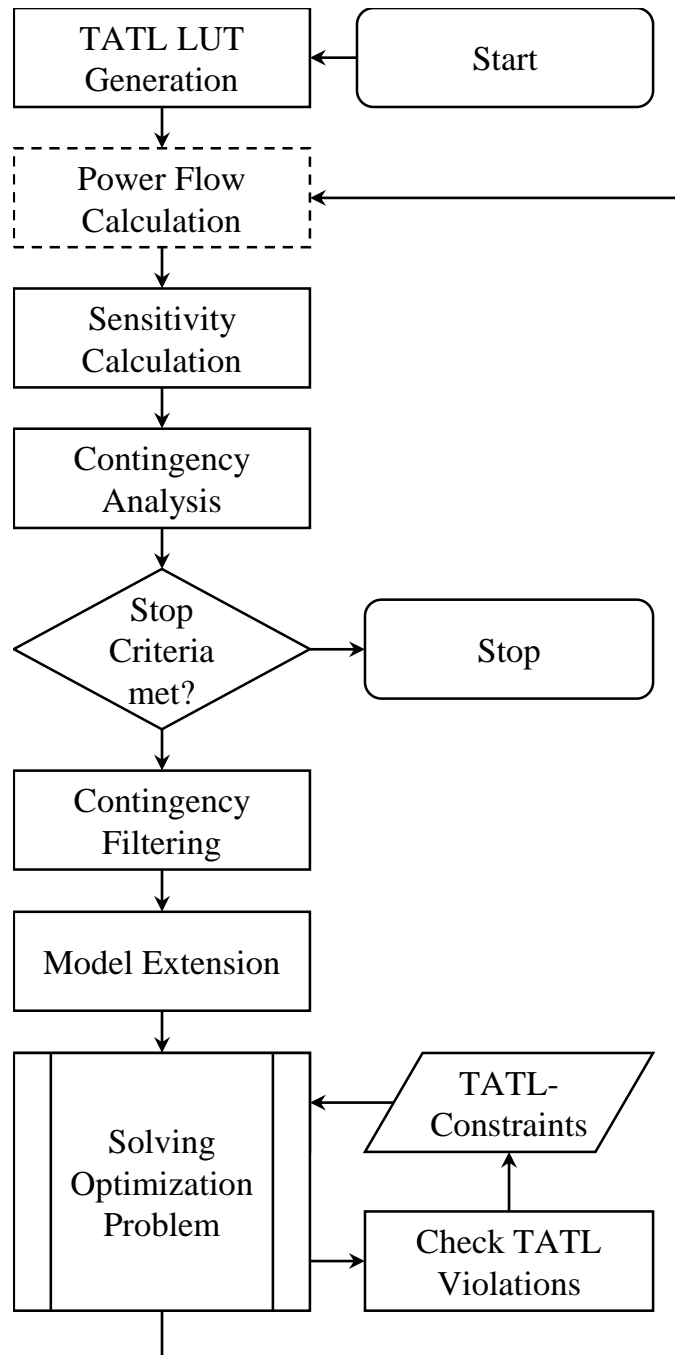 TATL LUT
Generation
Start
Power Flow
Calculation
Sensitivity
Calculation
Contingency
Analysis
Stop
Criteria
met?
Stop
Contingency
Filtering
Model Extension
Solving
Optimization
Problem
TATL-
Constraints
Check TATL
Violations